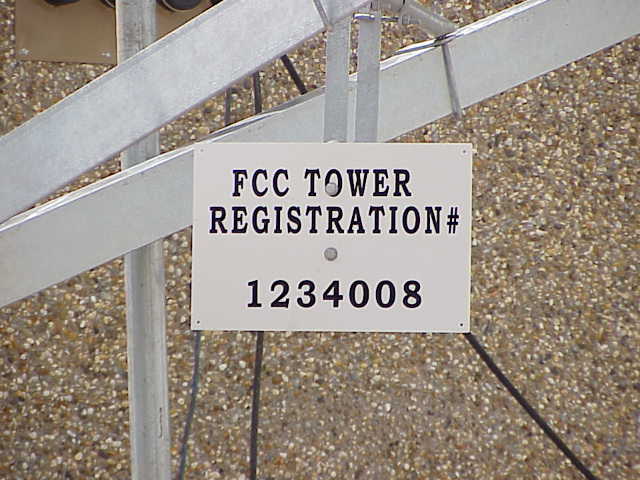 FCC TOWER
REGISTRATION#
1234008